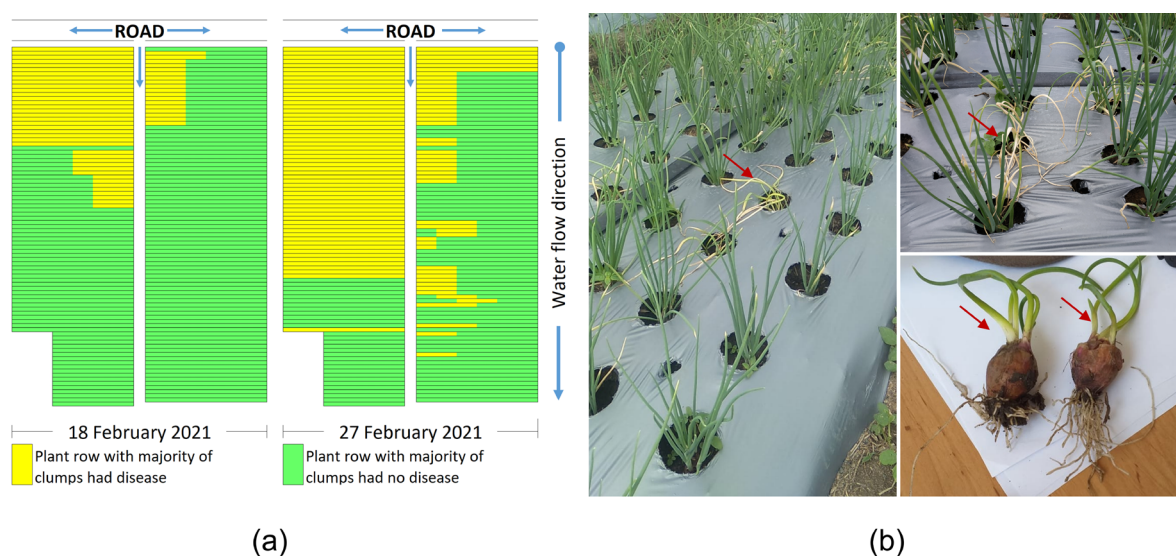 ROAD
ROAD
Water flow direction
18 February 2021
27 February 2021
Plant row with majority of
clumps had disease
Plant row with majority of
clumps had no disease
(a)
(b)